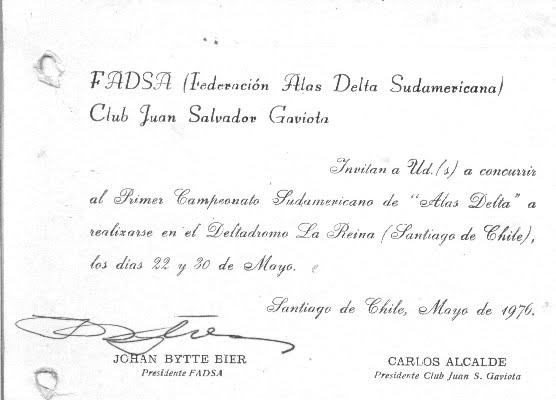 FADSA (Federación Alas Delta Sudamericana)
Club Juan Salvador Gaviota
Invitan a Ud.(s) a concurrir
al Primer Campeonato Sudamericano de "Alas Delta" a
realizarse en el Deltadromo La Reina (Santiago de Chile),
los días 22 y 30 de Mayo.
Santiago de Chile, Mayo de 1976.
JOHAN BYTTE BIER
Presidente FADSA
CARLOS ALCALDE
Presidente Club Juan S. Gaviota